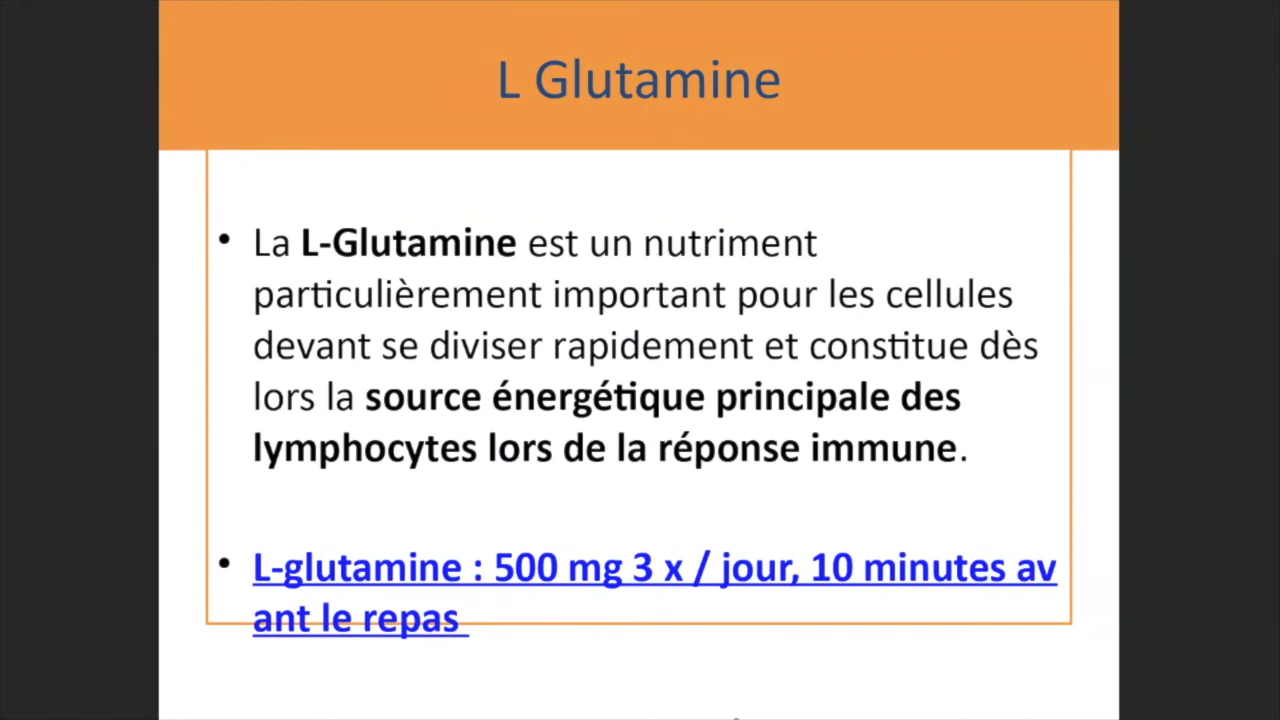 L Glutamine
• La L-Glutamine est un nutriment
particulièrement important pour les cellules
devant se diviser rapidement et constitue dès
lors la source énergétique principale des
lymphocytes lors de la réponse immune.
• L-glutamine : 500 mg 3 x / jour, 10 minutes av
ant le repas